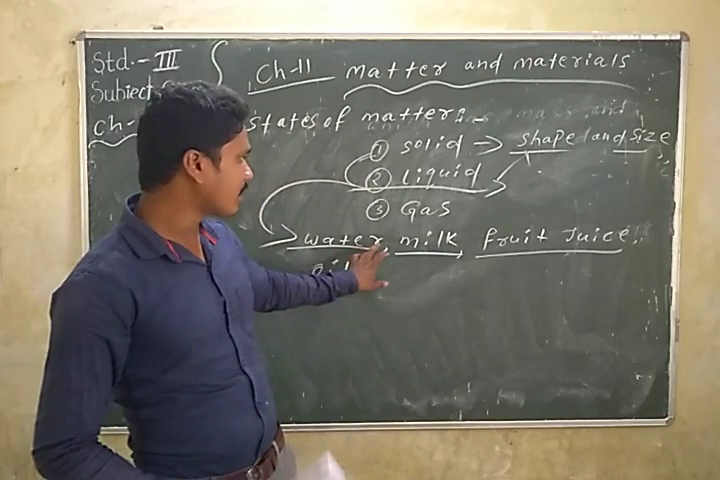 Std.- III
Ch-11 matter and materials
Subject
Ch-
states of matter:-
① solid → shape and size
② Liquid
③ Gas
water, milk, fruit Juice,
oil